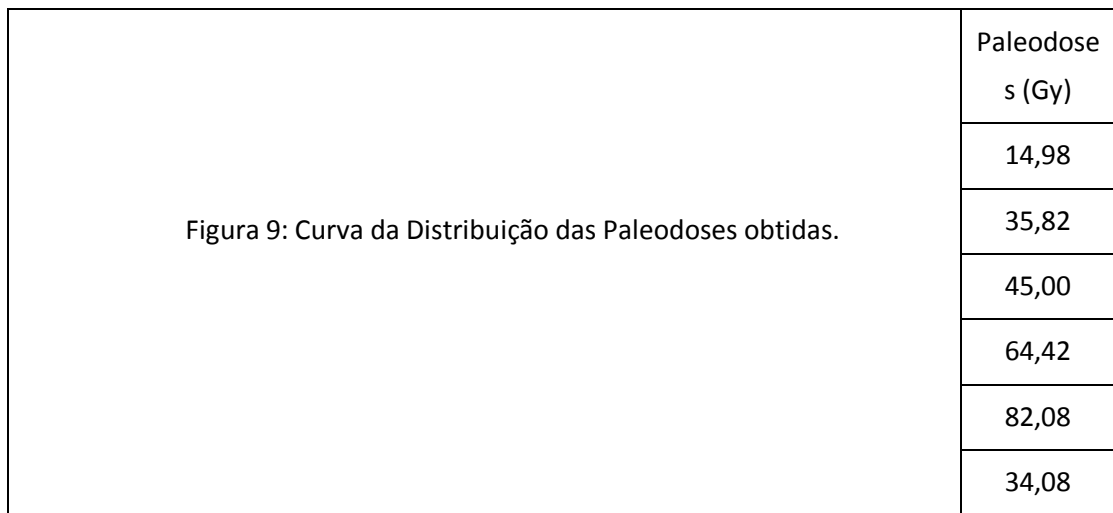 Paleodose
s (Gy)
14,98
Figura 9: Curva da Distribuição das Paleodoses obtidas.
35,82
45,00
64,42
82,08
34,08